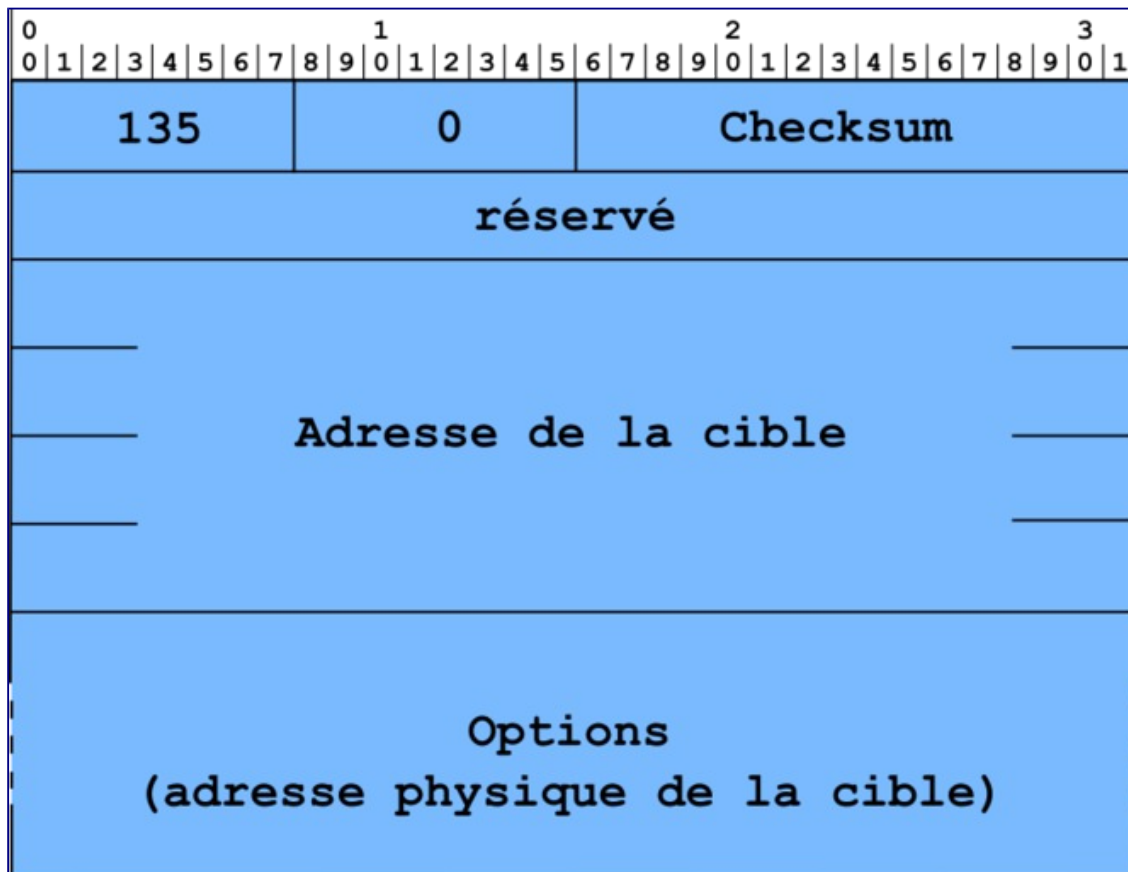 0 1 2 3
0 1 2 3 4 5 6 7 8 9 0 1 2 3 4 5 6 7 8 9 0 1 2 3 4 5 6 7 8 9 0 1
135 0 Checksum
réservé
Adresse de la cible
Options
(adresse physique de la cible)